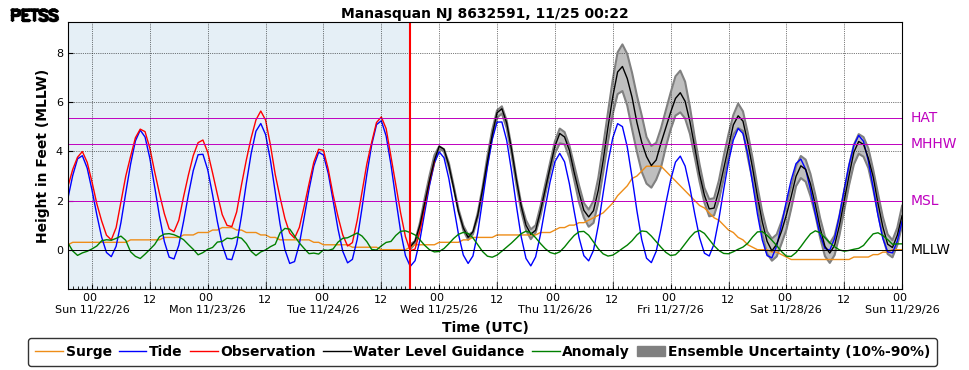 PETSS
Manasquan NJ 8632591, 11/25 00:22
Height in Feet (MLLW)
8
6
4
2
0
HAT
MHHW
MSL
MLLW
00 12 00 12 00 12 00 12 00 12 00 12 00 12 00
Sun 11/22/26 Mon 11/23/26 Tue 11/24/26 Wed 11/25/26 Thu 11/26/26 Fri 11/27/26 Sat 11/28/26 Sun 11/29/26
Time (UTC)
Surge Tide Observation Water Level Guidance Anomaly Ensemble Uncertainty (10%-90%)